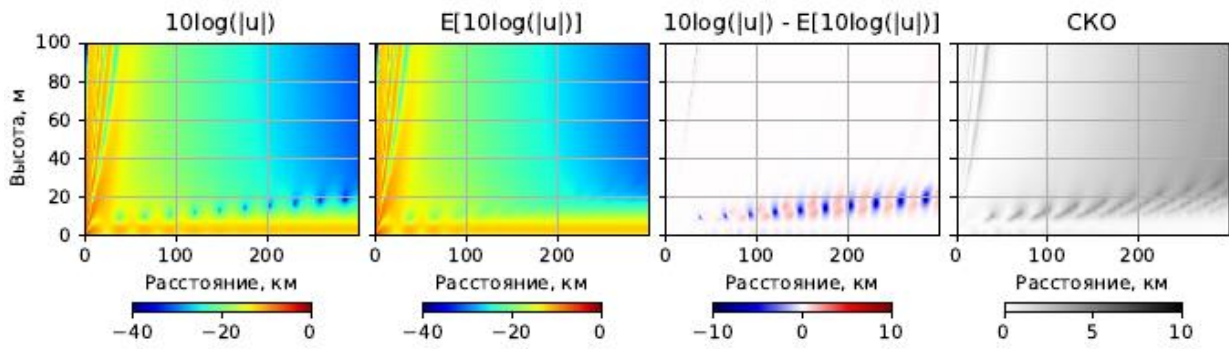 10log(|u|) E[10log(|u|)] 10log(|u|) - E[10log(|u|)] СКО
Высота, м
100
80
60
40
20
0
0 100 200 0 100 200 0 100 200 0 100 200
Расстояние, км Расстояние, км Расстояние, км Расстояние, км
−40 −20 0 −40 −20 0 −10 0 10 0 5 10